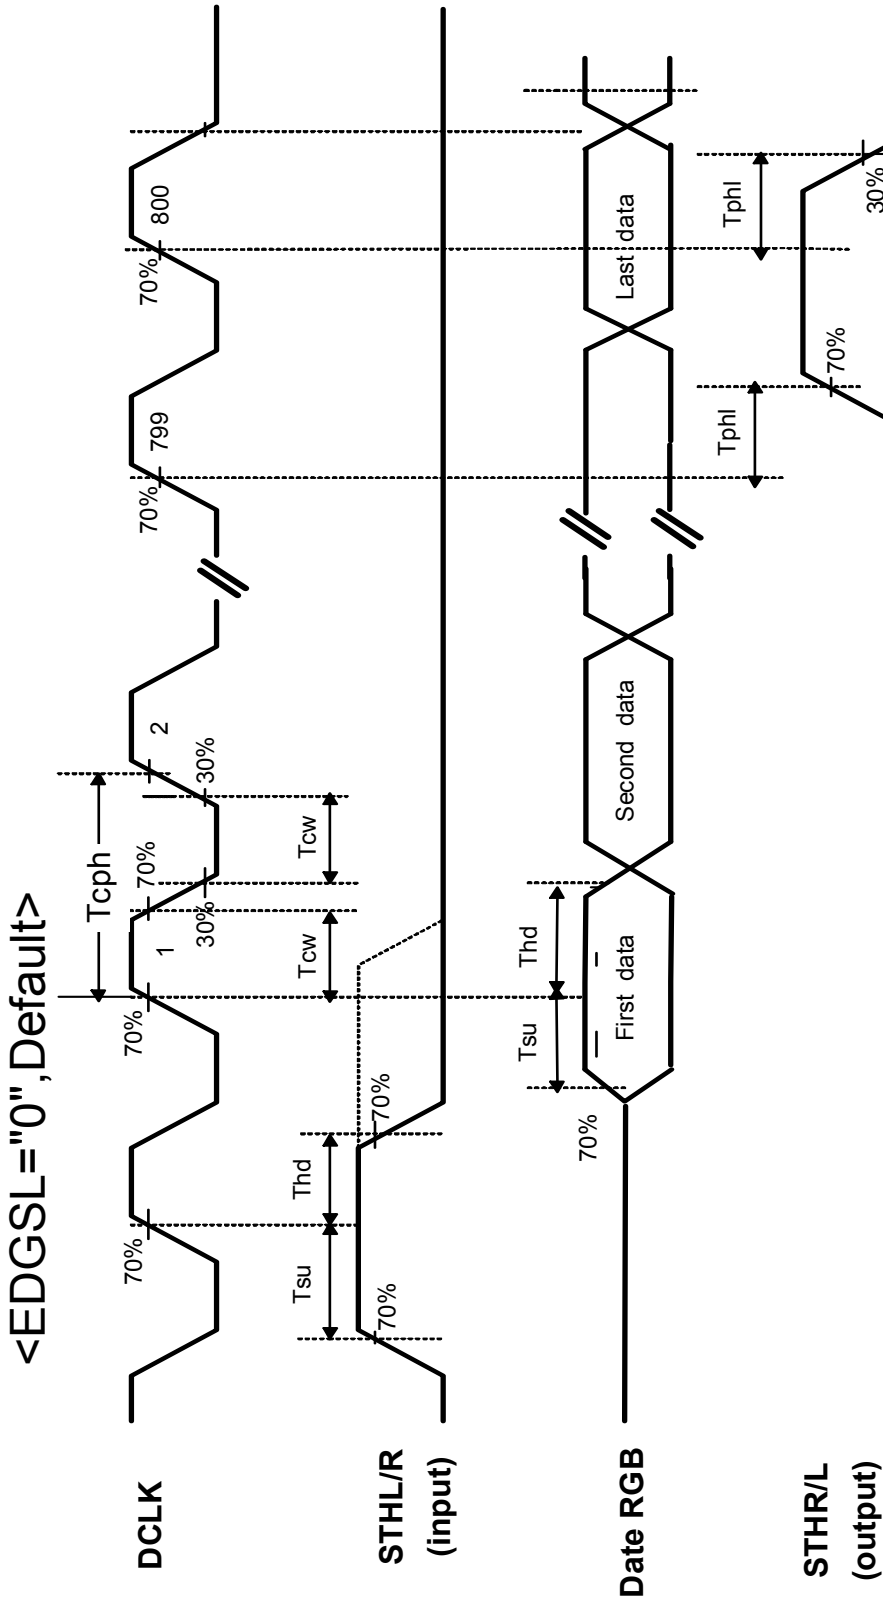 <EDGSL="0",Default>
Tcph
DCLK
70%
70%
1
70%
30%
30%
2
70%
799
70%
800
Tcw
Tcw
STHL/R
(input)
Tsu
Thd
70%
70%
Tsu
Thd
Date RGB
70%
First data
Second data
Last data
Tphl
Tphl
STHR/L
(output)
70%
30%